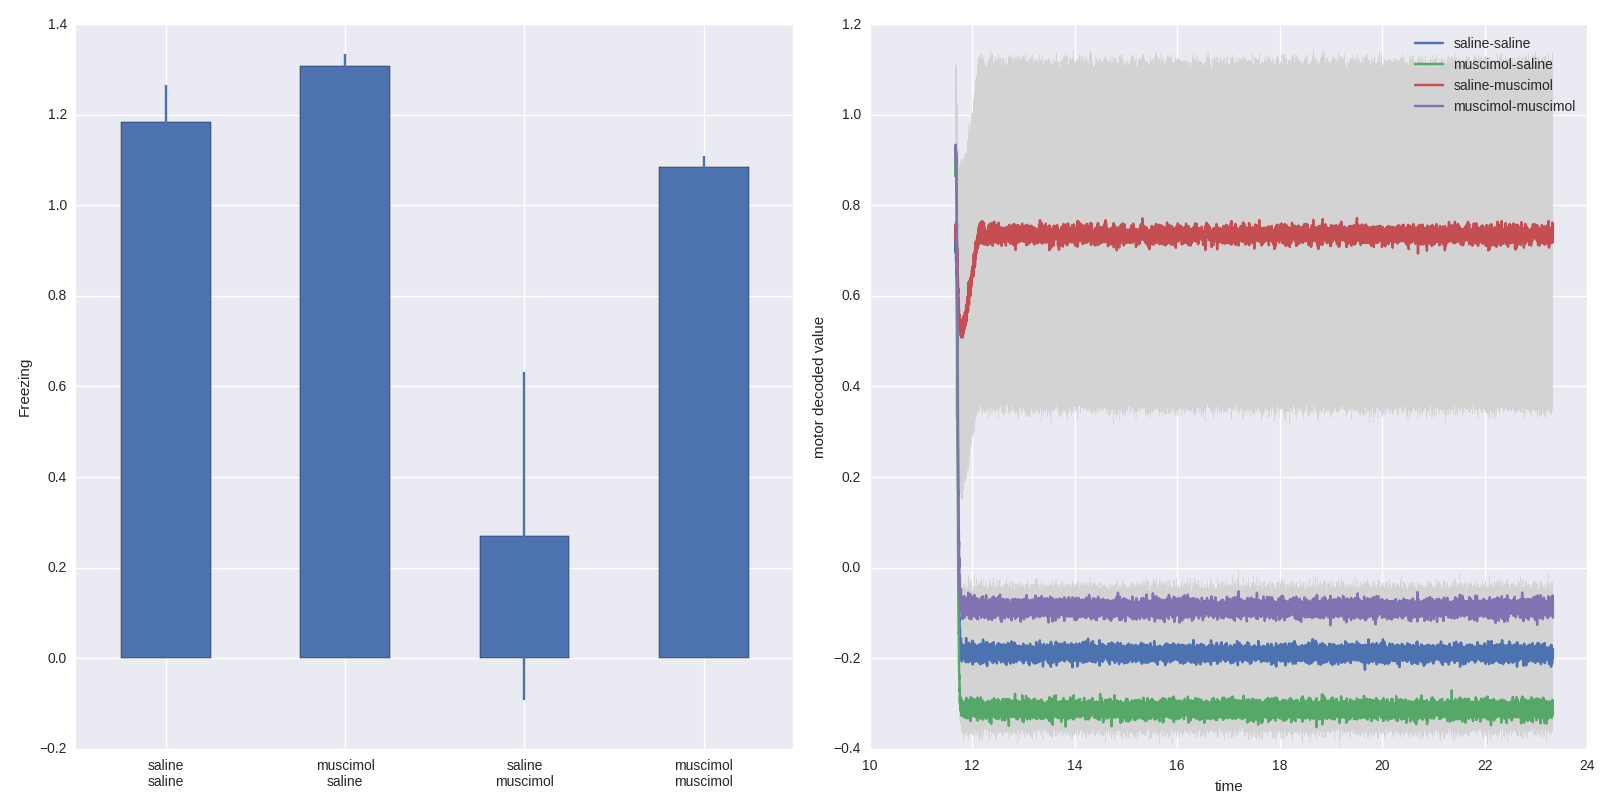 1.4
1.2
1.0
0.8
0.6
0.4
0.2
0.0
−0.2
Freezing
saline
saline
muscimol
saline
saline
muscimol
muscimol
muscimol
1.2
1.0
0.8
0.6
0.4
0.2
0.0
−0.2
−0.4
motor decoded value
10 12 14 16 18 20 22 24
time
saline-saline
muscimol-saline
saline-muscimol
muscimol-muscimol